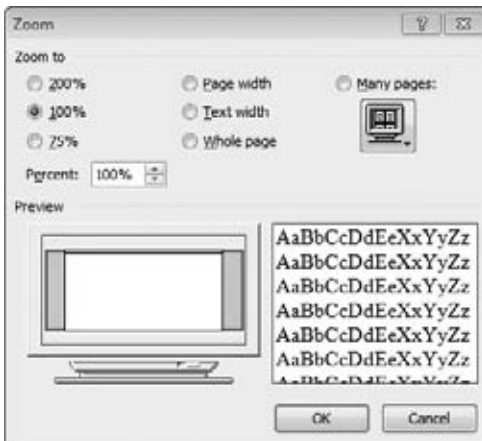 Zoom
Zoom to
200% Page width Many pages:
100% Text width
75% Whole page
Percent: 100%
Preview
AaBbCcDdEeXxYyZz
AaBbCcDdEeXxYyZz
AaBbCcDdEeXxYyZz
AaBbCcDdEeXxYyZz
AaBbCcDdEeXxYyZz
AaBbCcDdEeXxYyZz
AaBbCcDdEeXxYyZz
OK Cancel